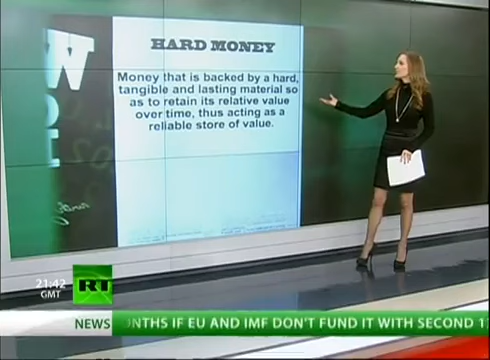 HARD MONEY
Money that is backed by a hard,
tangible and lasting material so
as to retain its relative value
over time, thus acting as a
reliable store of value.
W
21:42
GMT
RT
NEWS
NTHS IF EU AND IMF DON'T FUND IT WITH SECOND 1